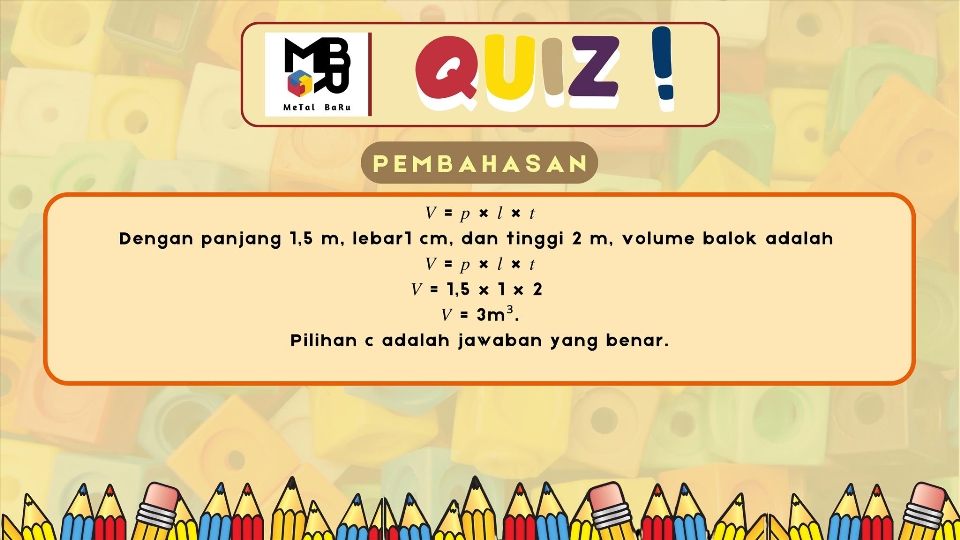 MBR
MeTal BaRu
QUIZ !
PEMBAHASAN
V = p × l × t
Dengan panjang 1,5 m, lebar1 cm, dan tinggi 2 m, volume balok adalah
V = p × l × t
V = 1,5 × 1 × 2
V = 3m³.
Pilihan c adalah jawaban yang benar.